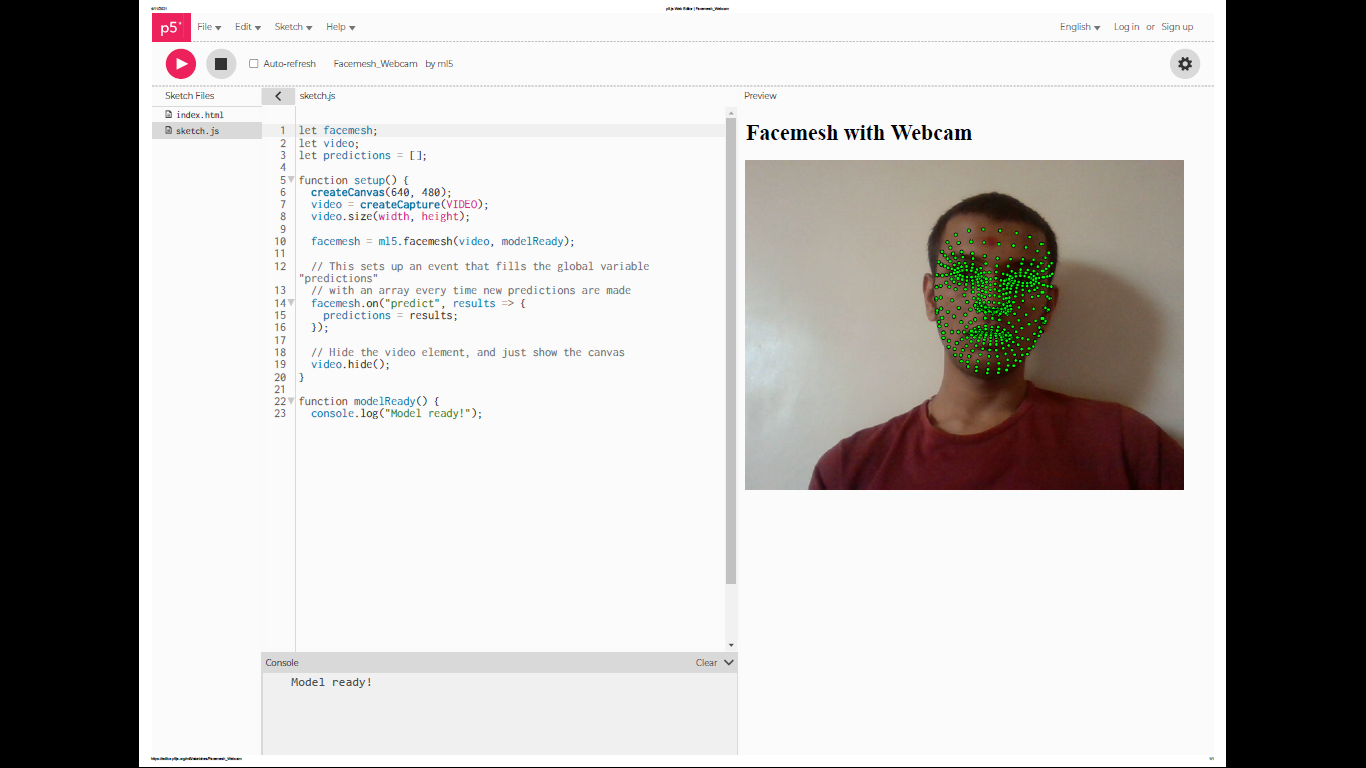 6/11/2021
p5.js Web Editor | Facemesh_Webcam
p5*
File Edit Sketch Help
English Log in or Sign up
Auto-refresh Facemesh_Webcam by ml5
Sketch Files
index.html
sketch.js
sketch.js
1 let facemesh;
2 let video;
3 let predictions = [];
4
5 function setup() {
6 createCanvas(640, 480);
7 video = createCapture(VIDEO);
8 video.size(width, height);
9
10 facemesh = ml5.facemesh(video, modelReady);
11
12 // This sets up an event that fills the global variable
"predictions"
13 // with an array every time new predictions are made
14 facemesh.on("predict", results => {
15 predictions = results;
16 });
17
18 // Hide the video element, and just show the canvas
19 video.hide();
20 }
21
22 function modelReady() {
23 console.log("Model ready!");
Console
Clear
Model ready!
Preview
Facemesh with Webcam
https://editor.p5js.org/ml5/sketches/Facemesh_Webcam
1/1